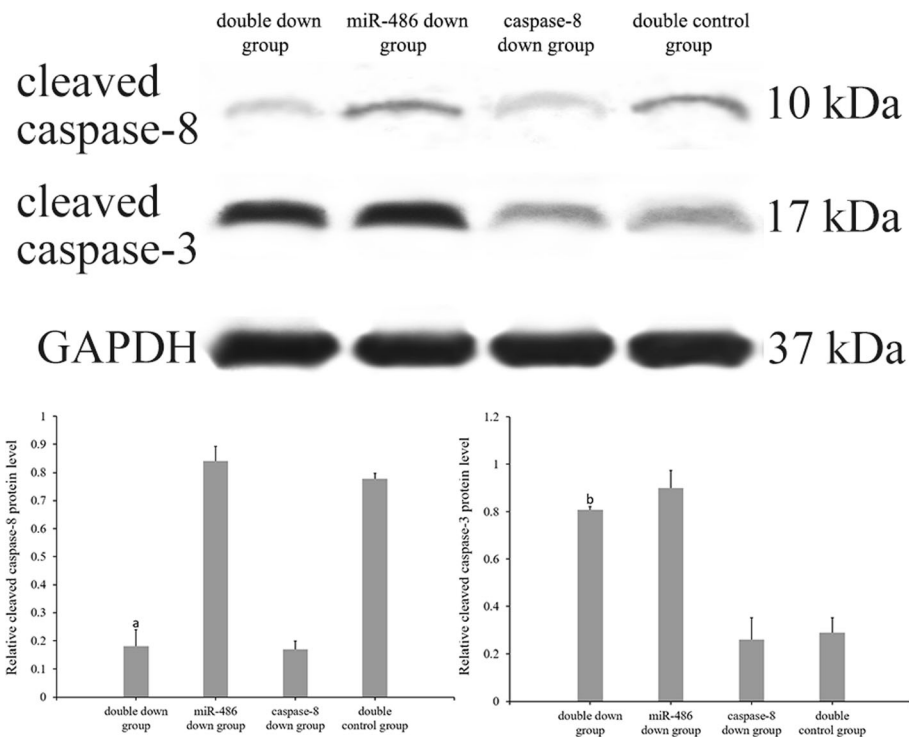 double down miR-486 down caspase-8 double control
group group down group group
cleaved
caspase-8
10 kDa
cleaved
caspase-3
17 kDa
GAPDH
37 kDa
Relative cleaved caspase-8 protein level
1
0.9
0.8
0.7
0.6
0.5
0.4
0.3
0.2
0.1
0
a
double down miR-486 caspase-8 double
group down group down group control group
Relative cleaved caspase-3 protein level
1.2
1
0.8
0.6
0.4
0.2
0
b
double down miR-486 caspase-8 double
group down group down group control group